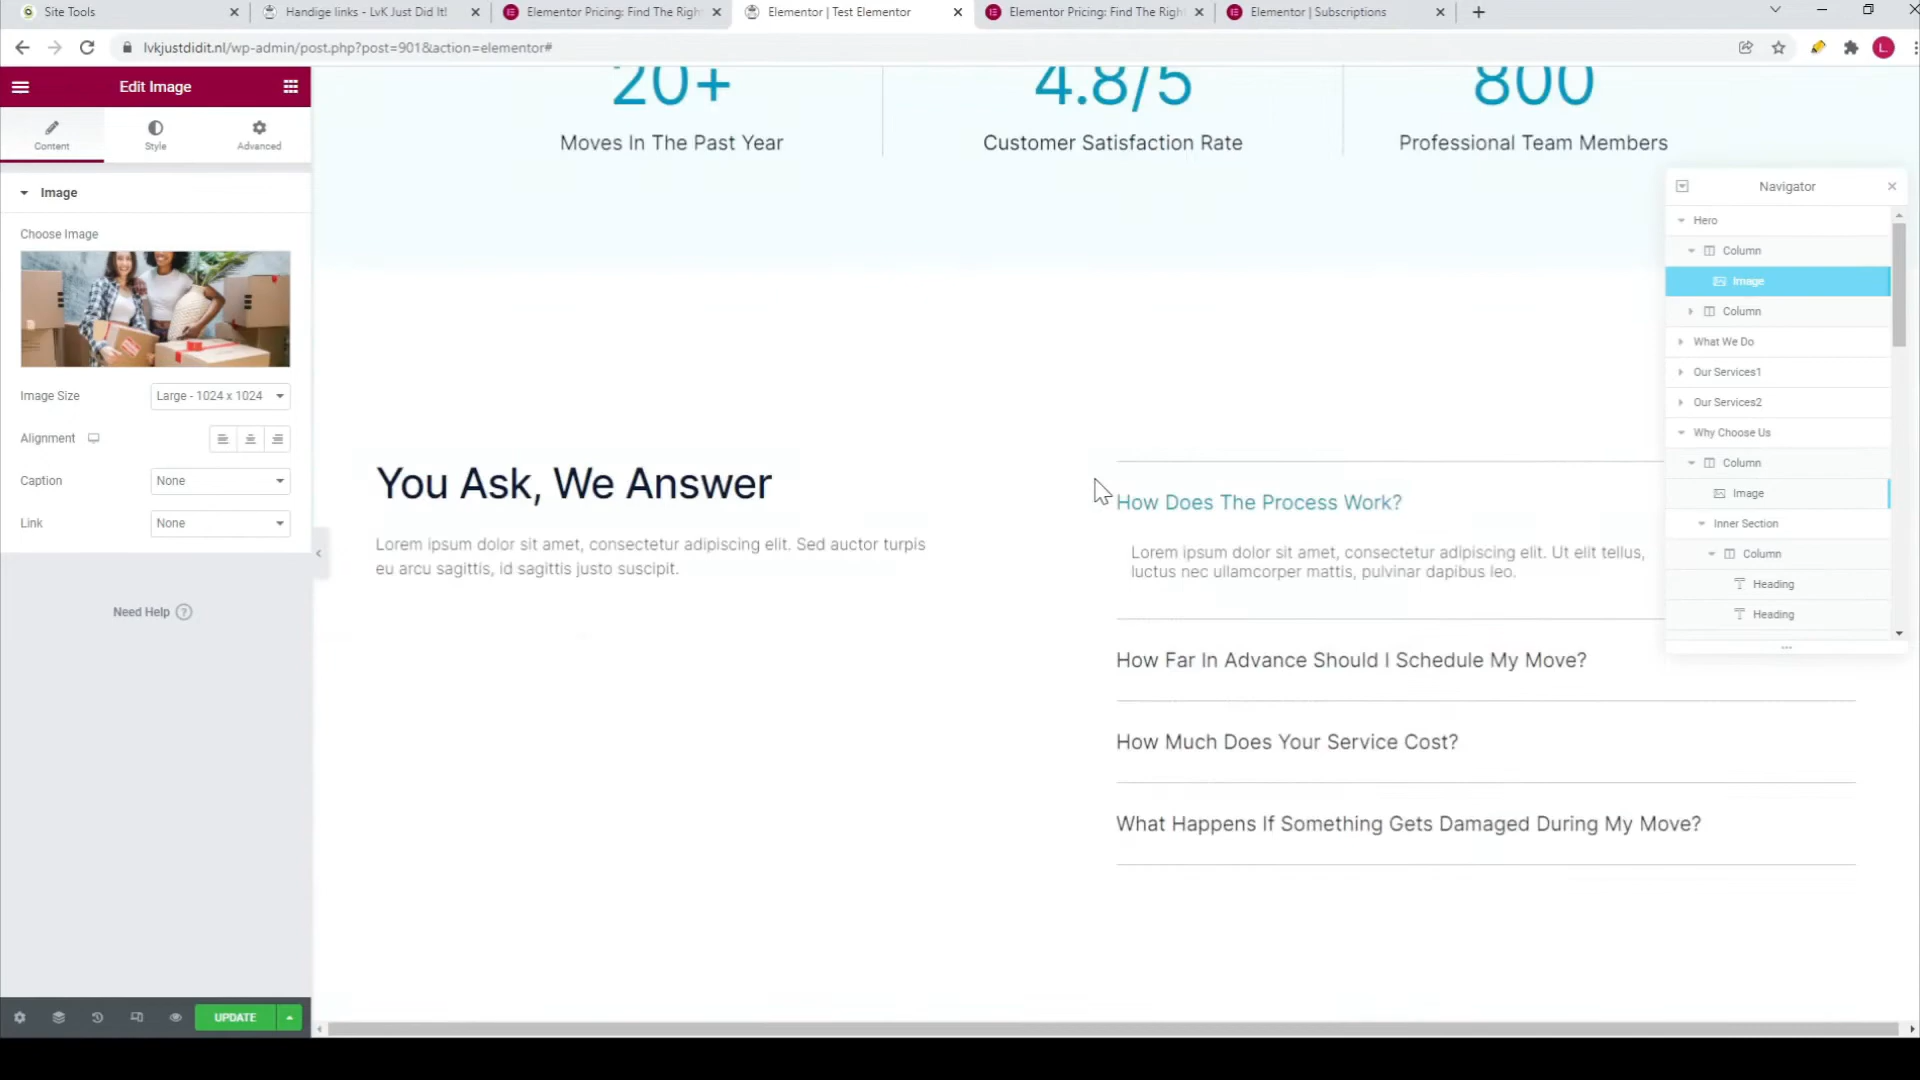 Site Tools
Handige links - LvK Just Did It!
Elementor Pricing: Find The Righ
Elementor | Test Elementor
Elementor Pricing: Find The Righ
Elementor | Subscriptions
lvkjustdidit.nl/wp-admin/post.php?post=901&action=elementor#
L
Edit Image
Content
Style
Advanced
Image
Choose Image
Image Size
Large - 1024 x 1024
Alignment
Caption
None
Link
None
Need Help
UPDATE
20+
Moves In The Past Year
4.8/5
Customer Satisfaction Rate
800
Professional Team Members
You Ask, We Answer
Lorem ipsum dolor sit amet, consectetur adipiscing elit. Sed auctor turpis
eu arcu sagittis, id sagittis justo suscipit.
How Does The Process Work?
Lorem ipsum dolor sit amet, consectetur adipiscing elit. Ut elit tellus,
luctus nec ullamcorper mattis, pulvinar dapibus leo.
How Far In Advance Should I Schedule My Move?
How Much Does Your Service Cost?
What Happens If Something Gets Damaged During My Move?
Navigator
Hero
Column
Image
Column
What We Do
Our Services1
Our Services2
Why Choose Us
Column
Image
Inner Section
Column
Heading
Heading